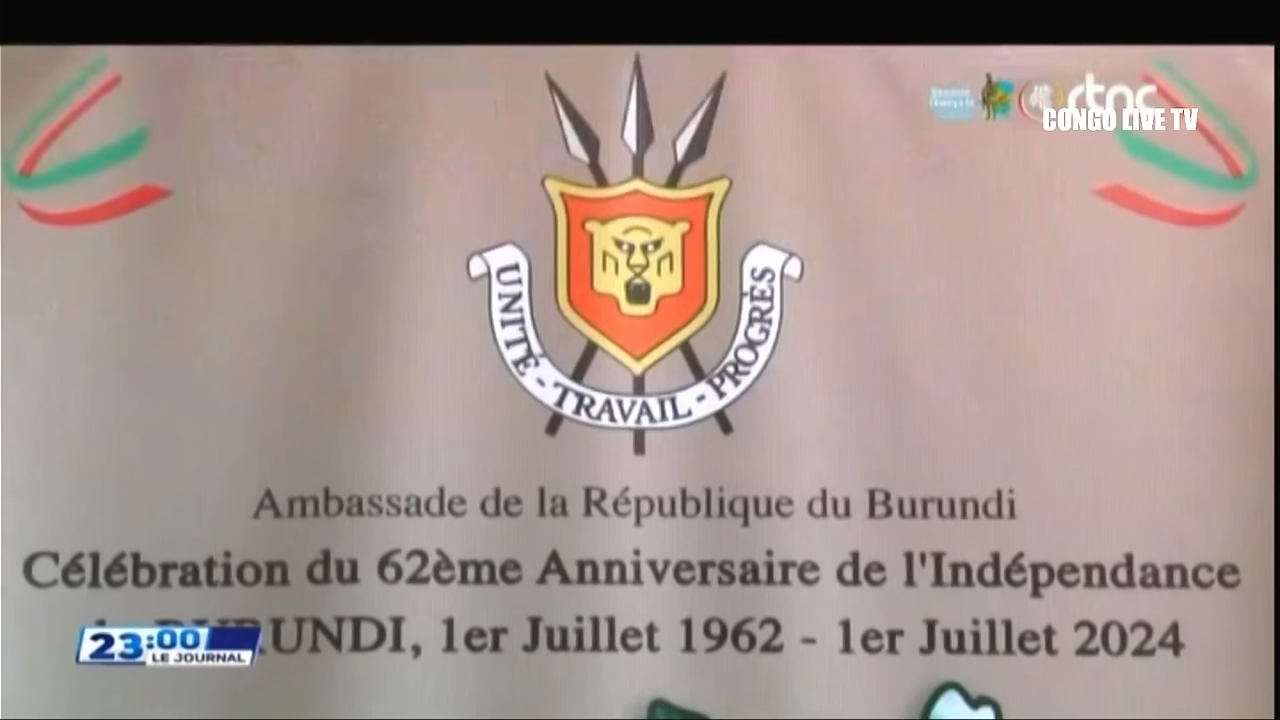 rtnc
CONGO LIVE TV
UNITÉ - TRAVAIL - PROGRÈS
Ambassade de la République du Burundi
Célébration du 62ème Anniversaire de l'Indépendance
UNDI, 1er Juillet 1962 - 1er Juillet 2024
23:00
LE JOURNAL